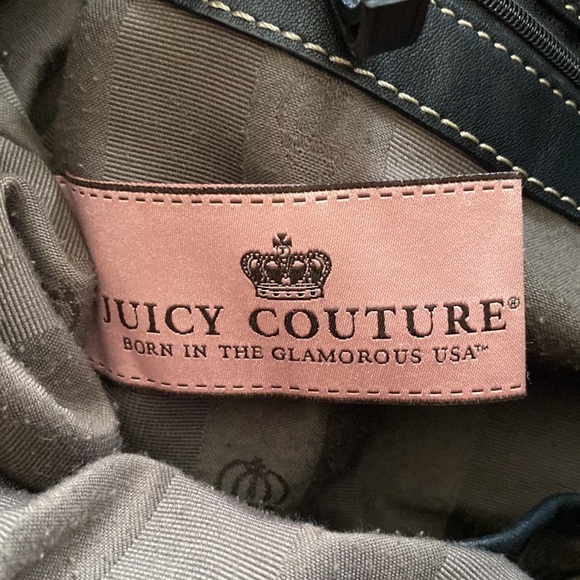 JUICY COUTURE®
BORN IN THE GLAMOROUS USA™